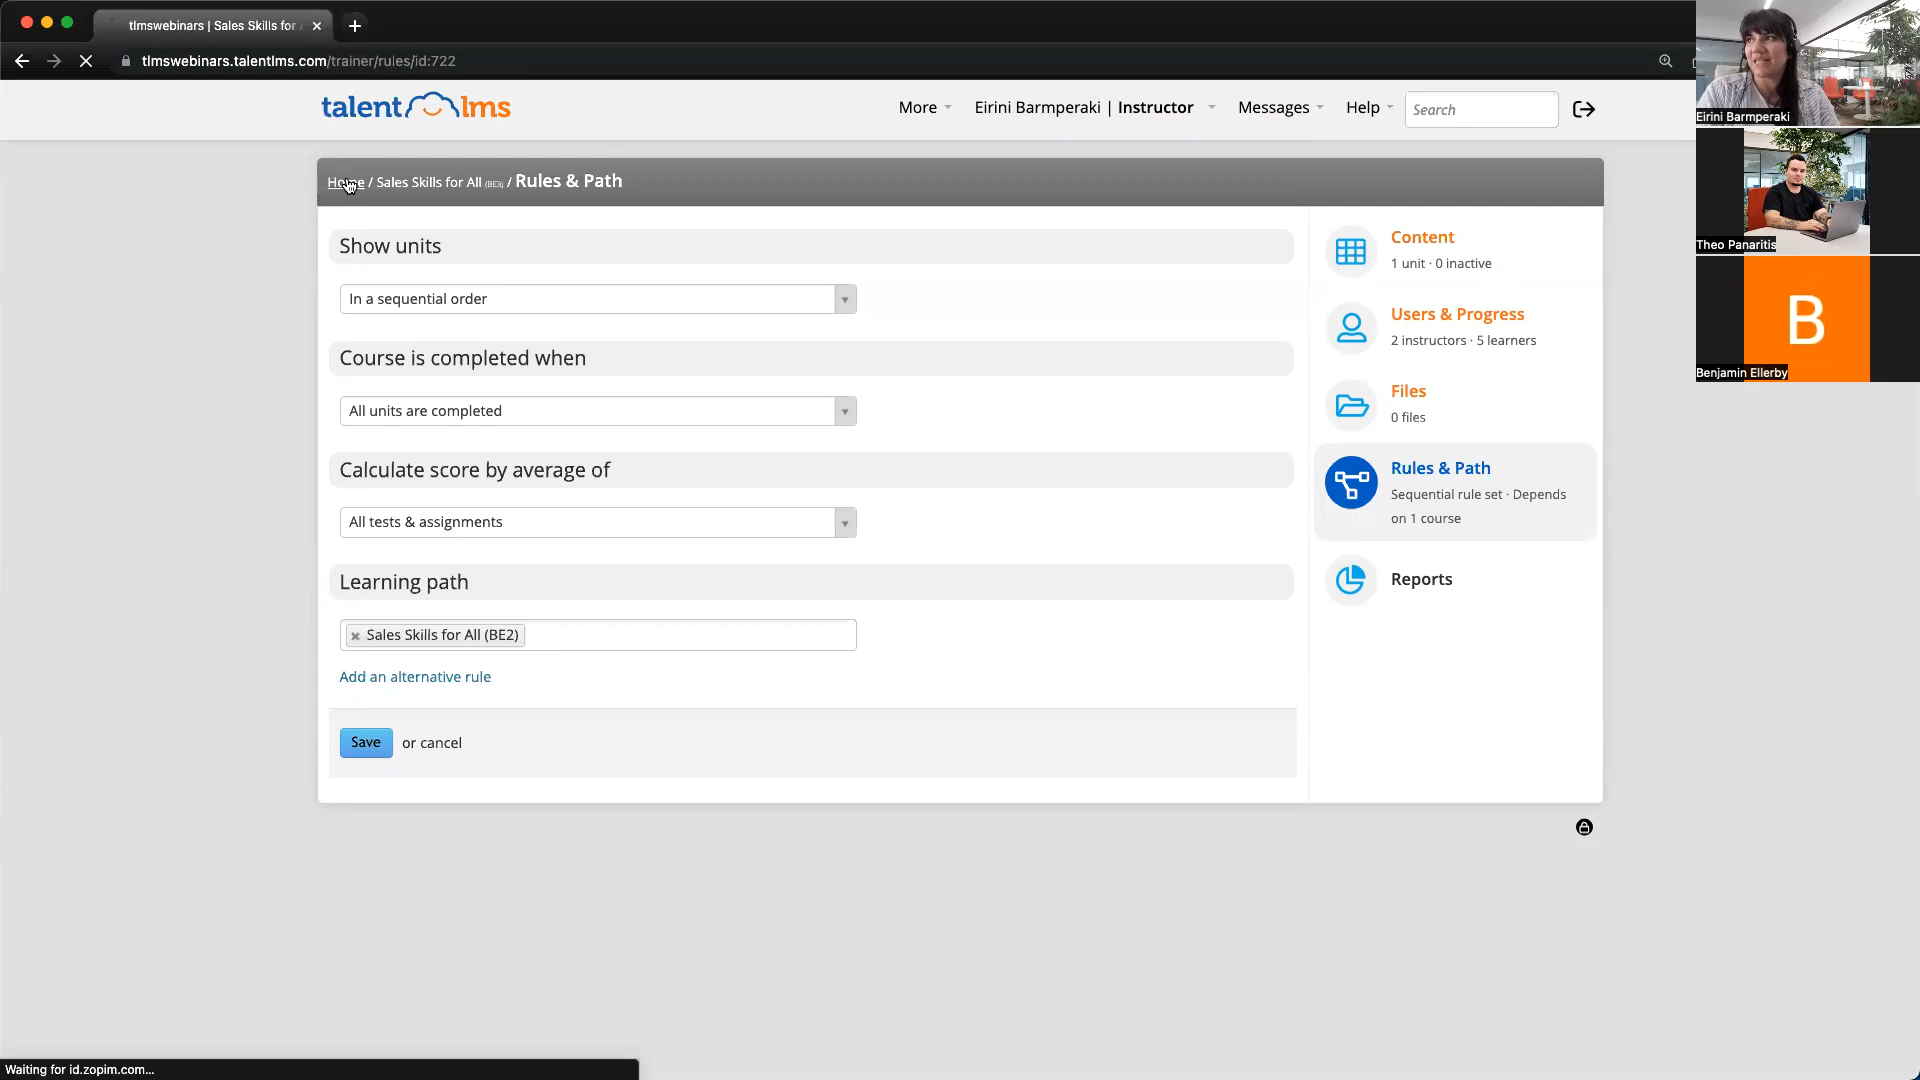 tlmswebinars | Sales Skills for
tlmswebinars.talentlms.com/trainer/rules/id:722
talentlms
More
Eirini Barmperaki | Instructor
Messages
Help
Search
Home / Sales Skills for All (BE3) / Rules & Path
Show units
In a sequential order
Course is completed when
All units are completed
Calculate score by average of
All tests & assignments
Learning path
Sales Skills for All (BE2)
Add an alternative rule
Save or cancel
Content
1 unit · 0 inactive
Users & Progress
2 instructors · 5 learners
Files
0 files
Rules & Path
Sequential rule set · Depends
on 1 course
Reports
Eirini Barmperaki
Theo Panaritis
B
Benjamin Ellerby
Waiting for id.zopim.com...